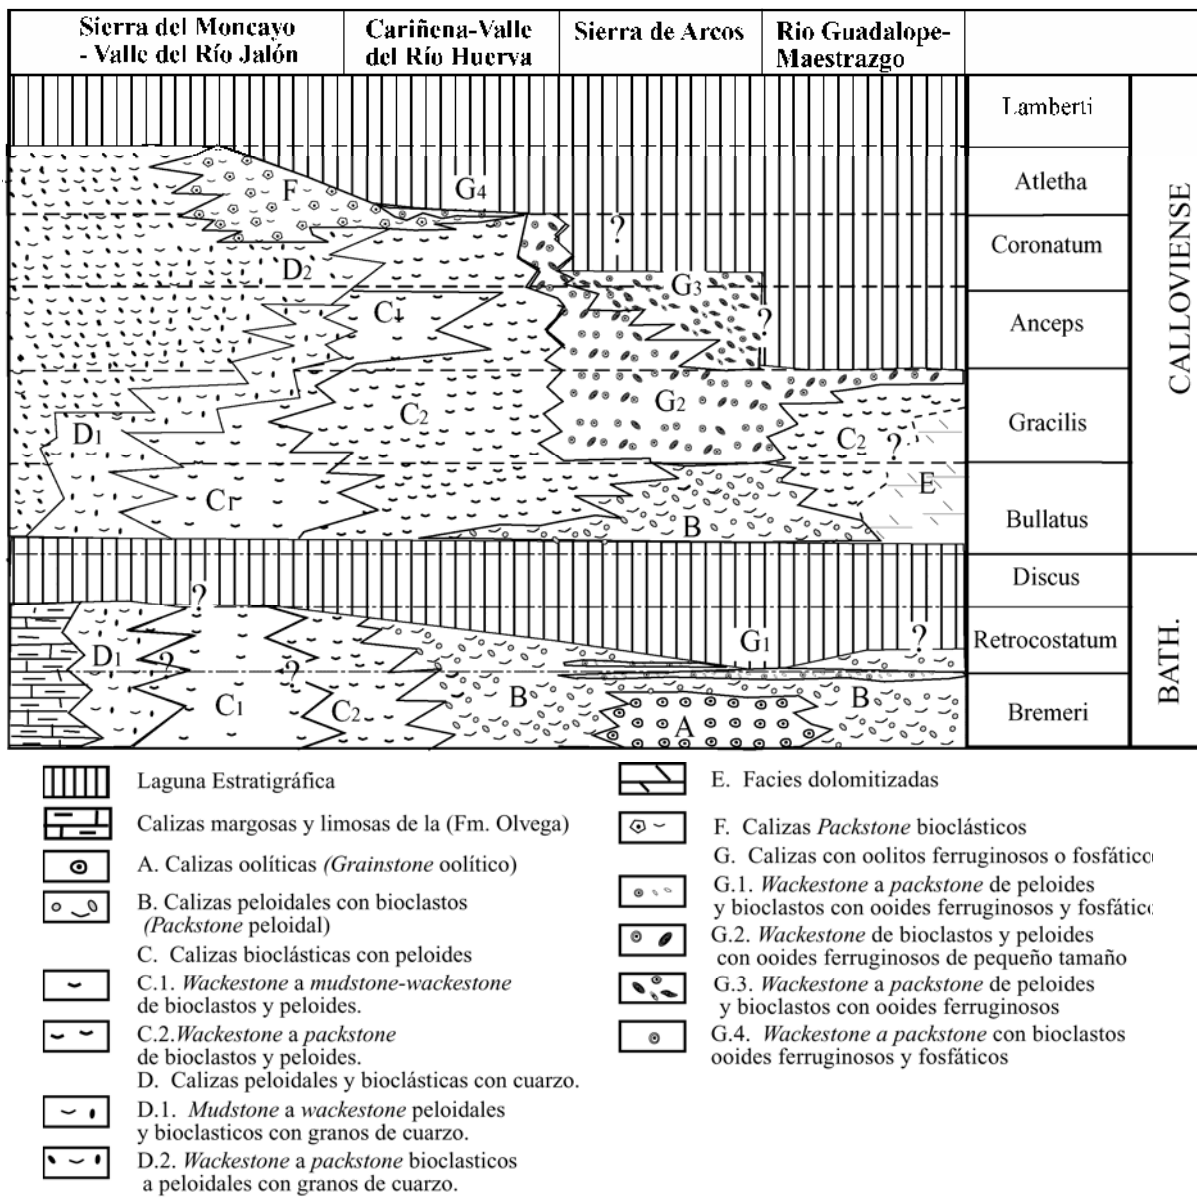 Sierra del Moncayo
- Valle del Río Jalón
Cariñena-Valle
del Río Huerva
Sierra de Arcos
Rio Guadalope-
Maestrazgo
Lamberti
Atletha
Coronatum
Anceps
Gracilis
Bullatus
Discus
Retrocostatum
Bremeri
CALLOVIENSE
BATH.
F
G4
?
D2
G3
C1
?
C2
G2
D1
C2
?
C1
B
E
?
D1
?
?
G1
?
C1
C2
B
A
B
Laguna Estratigráfica
Calizas margosas y limosas de la (Fm. Olvega)
A. Calizas oolíticas (Grainstone oolítico)
B. Calizas peloidales con bioclastos
(Packstone peloidal)
C. Calizas bioclásticas con peloides
C.1. Wackestone a mudstone-wackestone
de bioclastos y peloides.
C.2.Wackestone a packstone
de bioclastos y peloides.
D. Calizas peloidales y bioclásticas con cuarzo.
D.1. Mudstone a wackestone peloidales
y bioclasticos con granos de cuarzo.
D.2. Wackestone a packstone bioclasticos
a peloidales con granos de cuarzo.
E. Facies dolomitizadas
F. Calizas Packstone bioclásticos
G. Calizas con oolitos ferruginosos o fosfático
G.1. Wackestone a packstone de peloides
y bioclastos con ooides ferruginosos y fosfátic
G.2. Wackestone de bioclastos y peloides
con ooides ferruginosos de pequeño tamaño
G.3. Wackestone a packstone de peloides
y bioclastos con ooides ferruginosos
G.4. Wackestone a packstone con bioclastos
ooides ferruginosos y fosfáticos